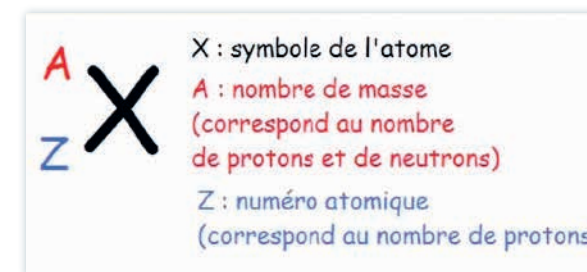 A
Z
X
X : symbole de l'atome
A : nombre de masse
(correspond au nombre
de protons et de neutrons)
Z : numéro atomique
(correspond au nombre de protons